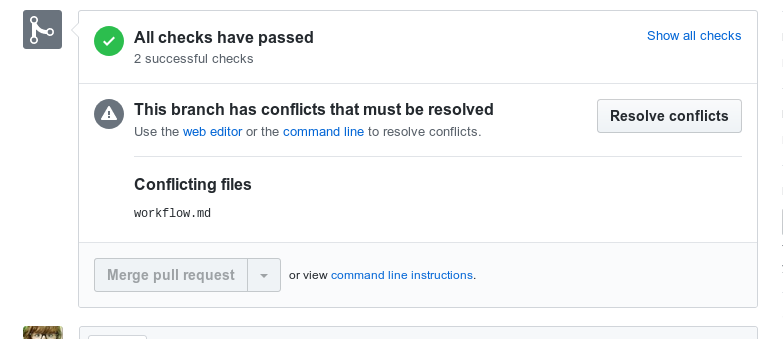 All checks have passed
Show all checks
2 successful checks
This branch has conflicts that must be resolved
Resolve conflicts
Use the web editor or the command line to resolve conflicts.
Conflicting files
workflow.md
Merge pull request
or view command line instructions.